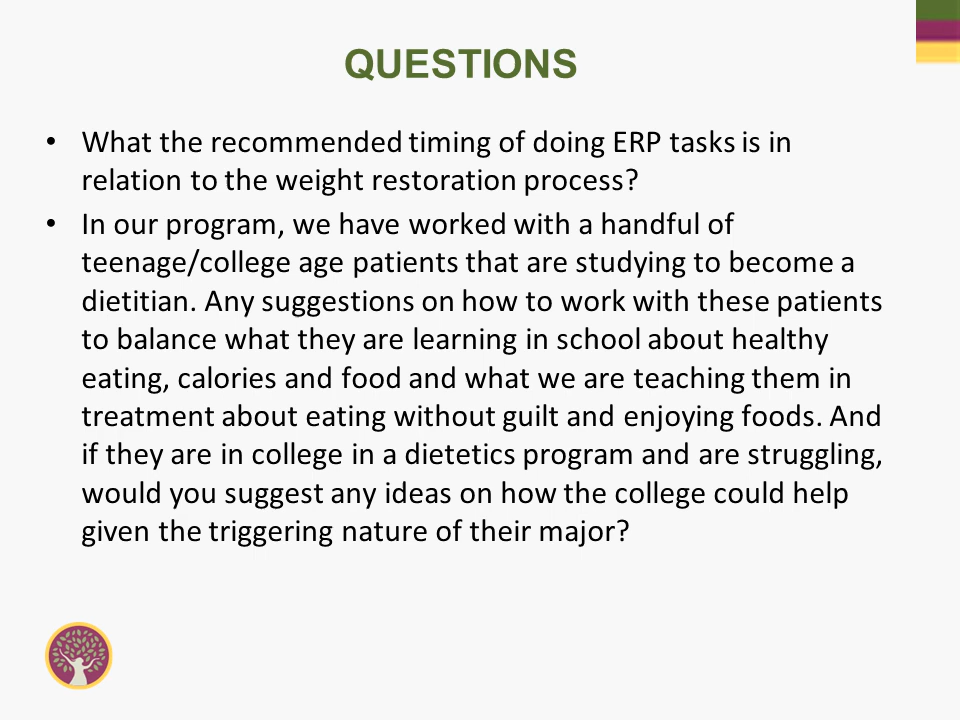 QUESTIONS
• What the recommended timing of doing ERP tasks is in
relation to the weight restoration process?
• In our program, we have worked with a handful of
teenage/college age patients that are studying to become a
dietitian. Any suggestions on how to work with these patients
to balance what they are learning in school about healthy
eating, calories and food and what we are teaching them in
treatment about eating without guilt and enjoying foods. And
if they are in college in a dietetics program and are struggling,
would you suggest any ideas on how the college could help
given the triggering nature of their major?